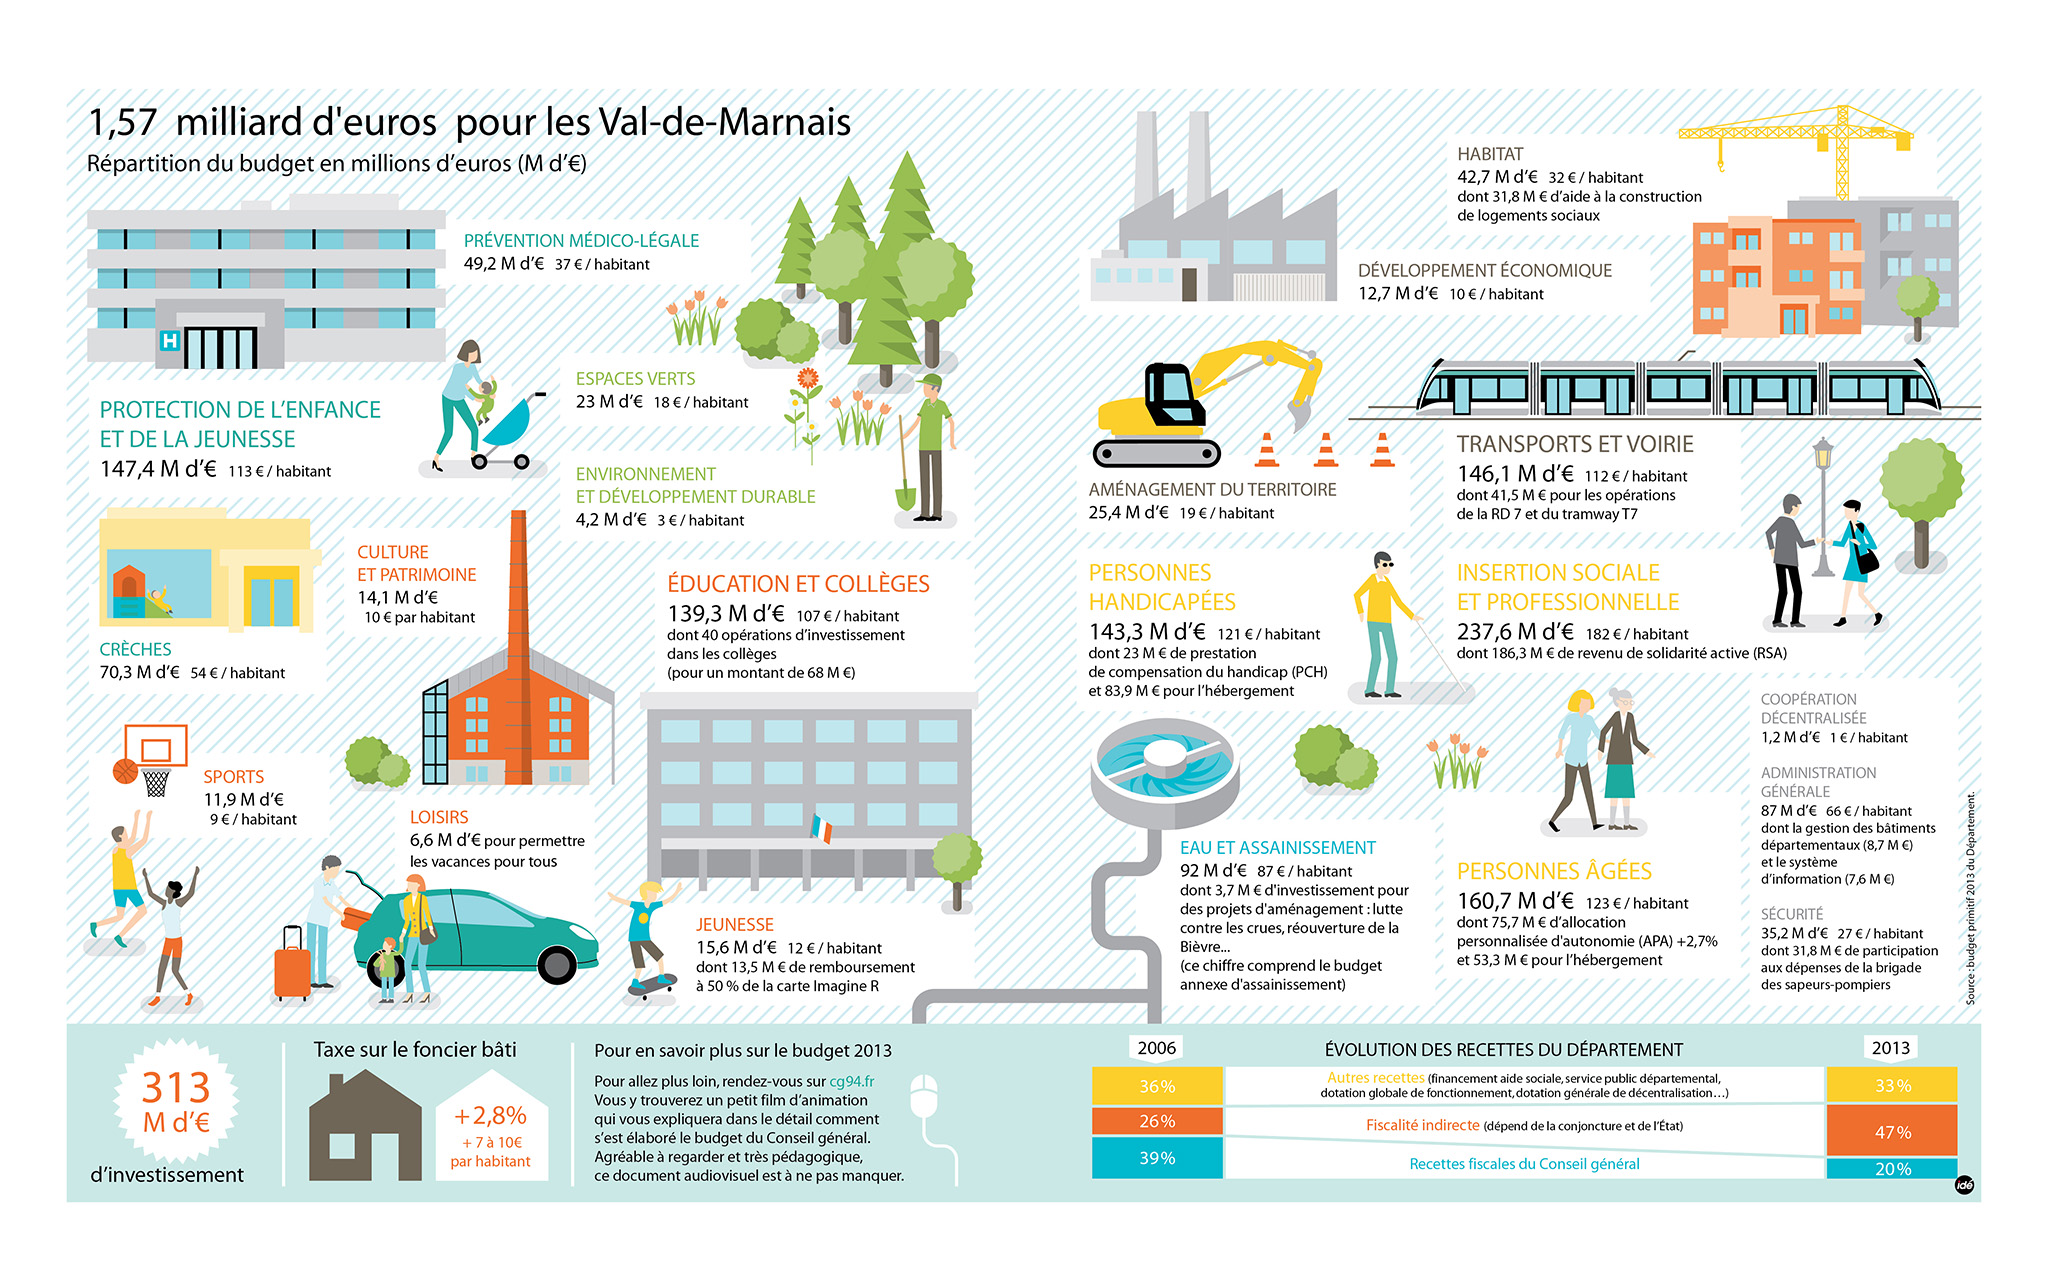 1,57 milliard d'euros pour les Val-de-Marnais
Répartition du budget en millions d'euros (M d'€)
PRÉVENTION MÉDICO-LÉGALE
49,2 M d'€ 37 € / habitant
H
PROTECTION DE L'ENFANCE
ET DE LA JEUNESSE
147,4 M d'€ 113 € / habitant
ESPACES VERTS
23 M d'€ 18 € / habitant
ENVIRONNEMENT
ET DÉVELOPPEMENT DURABLE
4,2 M d'€ 3 € / habitant
CRÈCHES
70,3 M d'€ 54 € / habitant
CULTURE
ET PATRIMOINE
14,1 M d'€
10 € par habitant
ÉDUCATION ET COLLÈGES
139,3 M d'€ 107 € / habitant
dont 40 opérations d'investissement
dans les collèges
(pour un montant de 68 M €)
SPORTS
11,9 M d'€
9 € / habitant
LOISIRS
6,6 M d'€ pour permettre
les vacances pour tous
JEUNESSE
15,6 M d'€ 12 € / habitant
dont 13,5 M € de remboursement
à 50 % de la carte Imagine R
HABITAT
42,7 M d'€ 32 € / habitant
dont 31,8 M € d'aide à la construction
de logements sociaux
DÉVELOPPEMENT ÉCONOMIQUE
12,7 M d'€ 10 € / habitant
AMÉNAGEMENT DU TERRITOIRE
25,4 M d'€ 19 € / habitant
TRANSPORTS ET VOIRIE
146,1 M d'€ 112 € / habitant
dont 41,5 M € pour les opérations
de la RD 7 et du tramway T7
PERSONNES
HANDICAPÉES
143,3 M d'€ 121 € / habitant
dont 23 M € de prestation
de compensation du handicap (PCH)
et 83,9 M € pour l'hébergement
INSERTION SOCIALE
ET PROFESSIONNELLE
237,6 M d'€ 182 € / habitant
dont 186,3 M € de revenu de solidarité active (RSA)
EAU ET ASSAINISSEMENT
92 M d'€ 87 € / habitant
dont 3,7 M € d'investissement pour
des projets d'aménagement : lutte
contre les crues, réouverture de la
Bièvre...
(ce chiffre comprend le budget
annexe d'assainissement)
PERSONNES ÂGÉES
160,7 M d'€ 123 € / habitant
dont 75,7 M € d'allocation
personnalisée d'autonomie (APA) +2,7%
et 53,3 M € pour l'hébergement
COOPÉRATION
DÉCENTRALISÉE
1,2 M d'€ 1 € / habitant
ADMINISTRATION
GÉNÉRALE
87 M d'€ 66 € / habitant
dont la gestion des bâtiments
départementaux (8,7 M €)
et le système
d'information (7,6 M €)
SÉCURITÉ
35,2 M d'€ 27 € / habitant
dont 31,8 M € de participation
aux dépenses de la brigade
des sapeurs-pompiers
Source : budget primitif 2013 du Département.
313
M d'€
d'investissement
Taxe sur le foncier bâti
+2,8%
+ 7 à 10€
par habitant
Pour en savoir plus sur le budget 2013
Pour allez plus loin, rendez-vous sur cg94.fr
Vous y trouverez un petit film d'animation
qui vous expliquera dans le détail comment
s'est élaboré le budget du Conseil général.
Agréable à regarder et très pédagogique,
ce document audiovisuel est à ne pas manquer.
2006 ÉVOLUTION DES RECETTES DU DÉPARTEMENT 2013
36% Autres recettes (financement aide sociale, service public départemental, 33%
dotation globale de fonctionnement, dotation générale de décentralisation…)
26% Fiscalité indirecte (dépend de la conjoncture et de l'État) 47%
39% Recettes fiscales du Conseil général 20%
idé